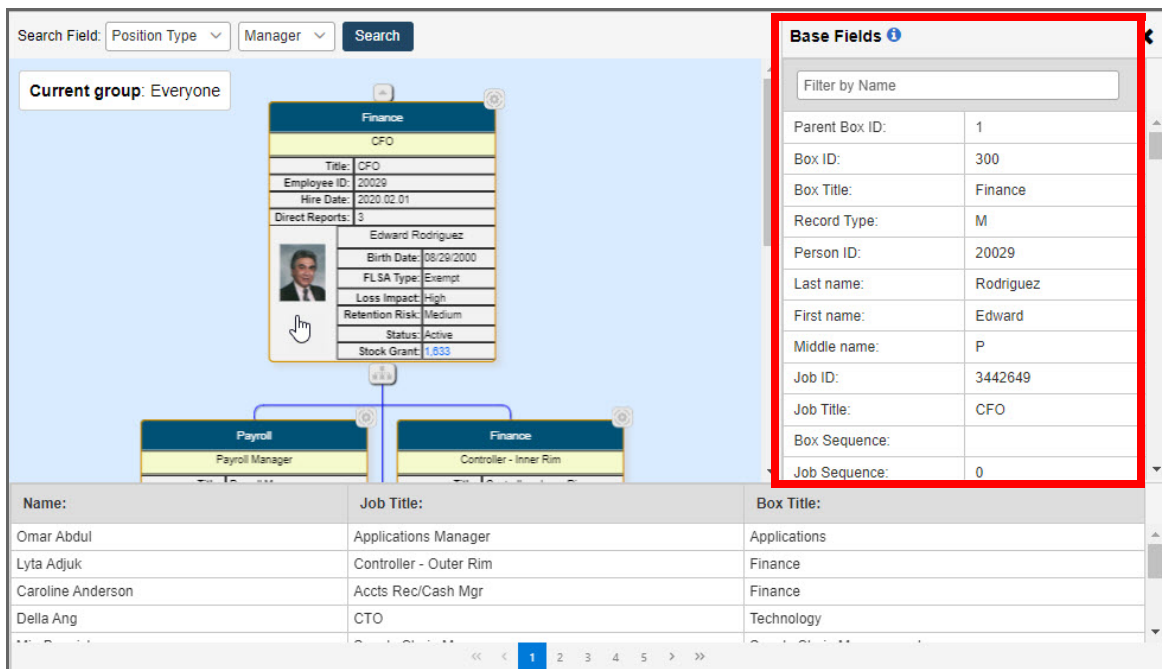 Search Field: Position Type Manager Search
Current group: Everyone
Finance
CFO
Title: CFO
Employee ID: 20029
Hire Date: 2020.02.01
Direct Reports: 3
Edward Rodriguez
Birth Date: 08/29/2000
FLSA Type: Exempt
Loss Impact: High
Retention Risk: Medium
Status: Active
Stock Grant: 1,633
Payroll
Payroll Manager
Finance
Controller - Inner Rim
Base Fields
Filter by Name
Parent Box ID: 1
Box ID: 300
Box Title: Finance
Record Type: M
Person ID: 20029
Last name: Rodriguez
First name: Edward
Middle name: P
Job ID: 3442649
Job Title: CFO
Box Sequence:
Job Sequence: 0
Name: Job Title: Box Title:
Omar Abdul Applications Manager Applications
Lyta Adjuk Controller - Outer Rim Finance
Caroline Anderson Accts Rec/Cash Mgr Finance
Della Ang CTO Technology
« < 1 2 3 4 5 > »